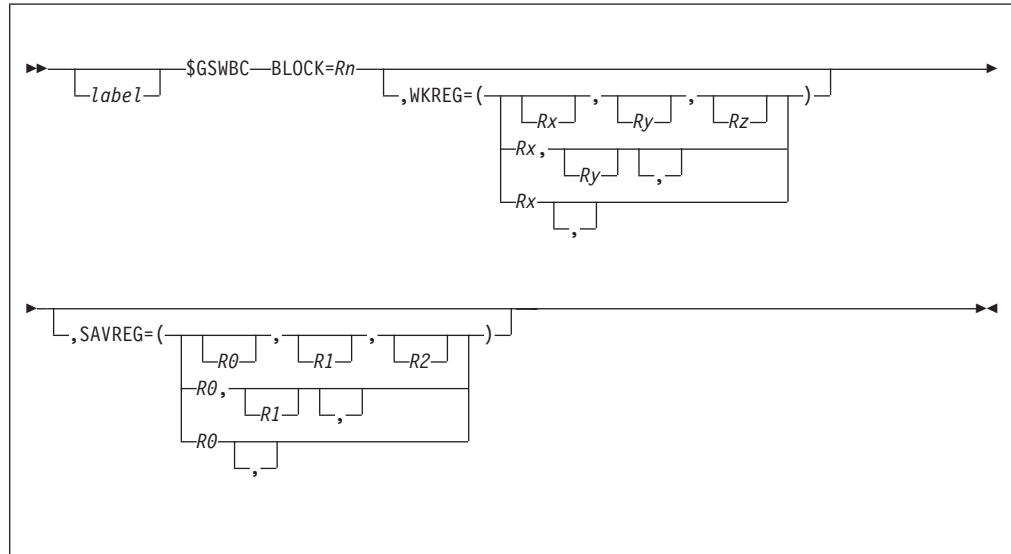 $GSWBC BLOCK=Rn
label ,WKREG=( , , )
Rx Ry Rz
Rx,
Ry ,
Rx
,
,SAVREG=( , , )
R0 R1 R2
R0,
R1 ,
R0
,